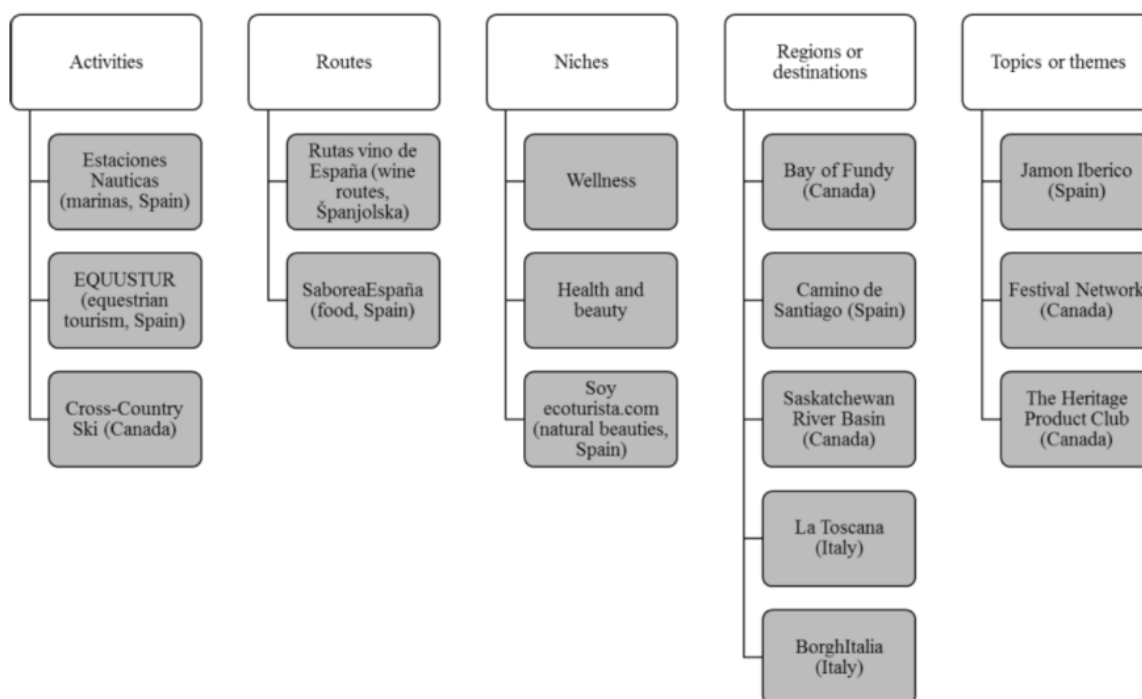 Activities
Estaciones
Nauticas
(marinas, Spain)
EQUUSTUR
(equestrian
tourism, Spain)
Cross-Country
Ski (Canada)
Routes
Rutas vino de
España (wine
routes,
Španjolska)
SaboreaEspaña
(food, Spain)
Niches
Wellness
Health and
beauty
Soy
ecoturista.com
(natural beauties,
Spain)
Regions or
destinations
Bay of Fundy
(Canada)
Camino de
Santiago (Spain)
Saskatchewan
River Basin
(Canada)
La Toscana
(Italy)
BorghItalia
(Italy)
Topics or themes
Jamon Iberico
(Spain)
Festival Network
(Canada)
The Heritage
Product Club
(Canada)